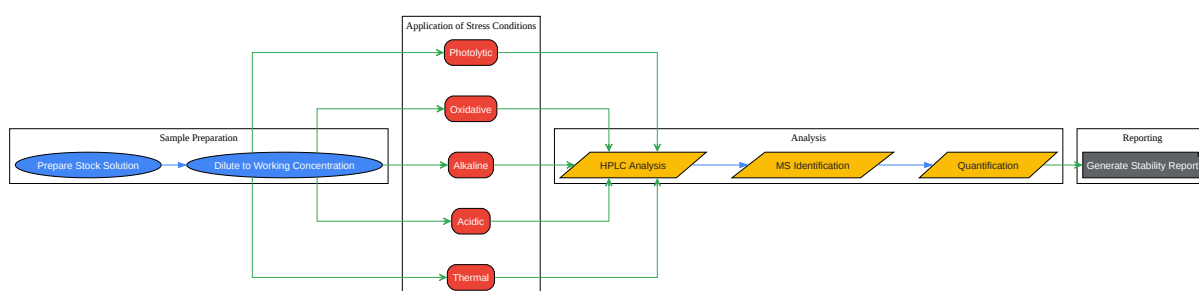 Application of Stress Conditions
Photolytic
Oxidative
Sample Preparation
Analysis
Reporting
Prepare Stock Solution
Dilute to Working Concentration
Alkaline
HPLC Analysis
MS Identification
Quantification
Generate Stability Report
Acidic
Thermal